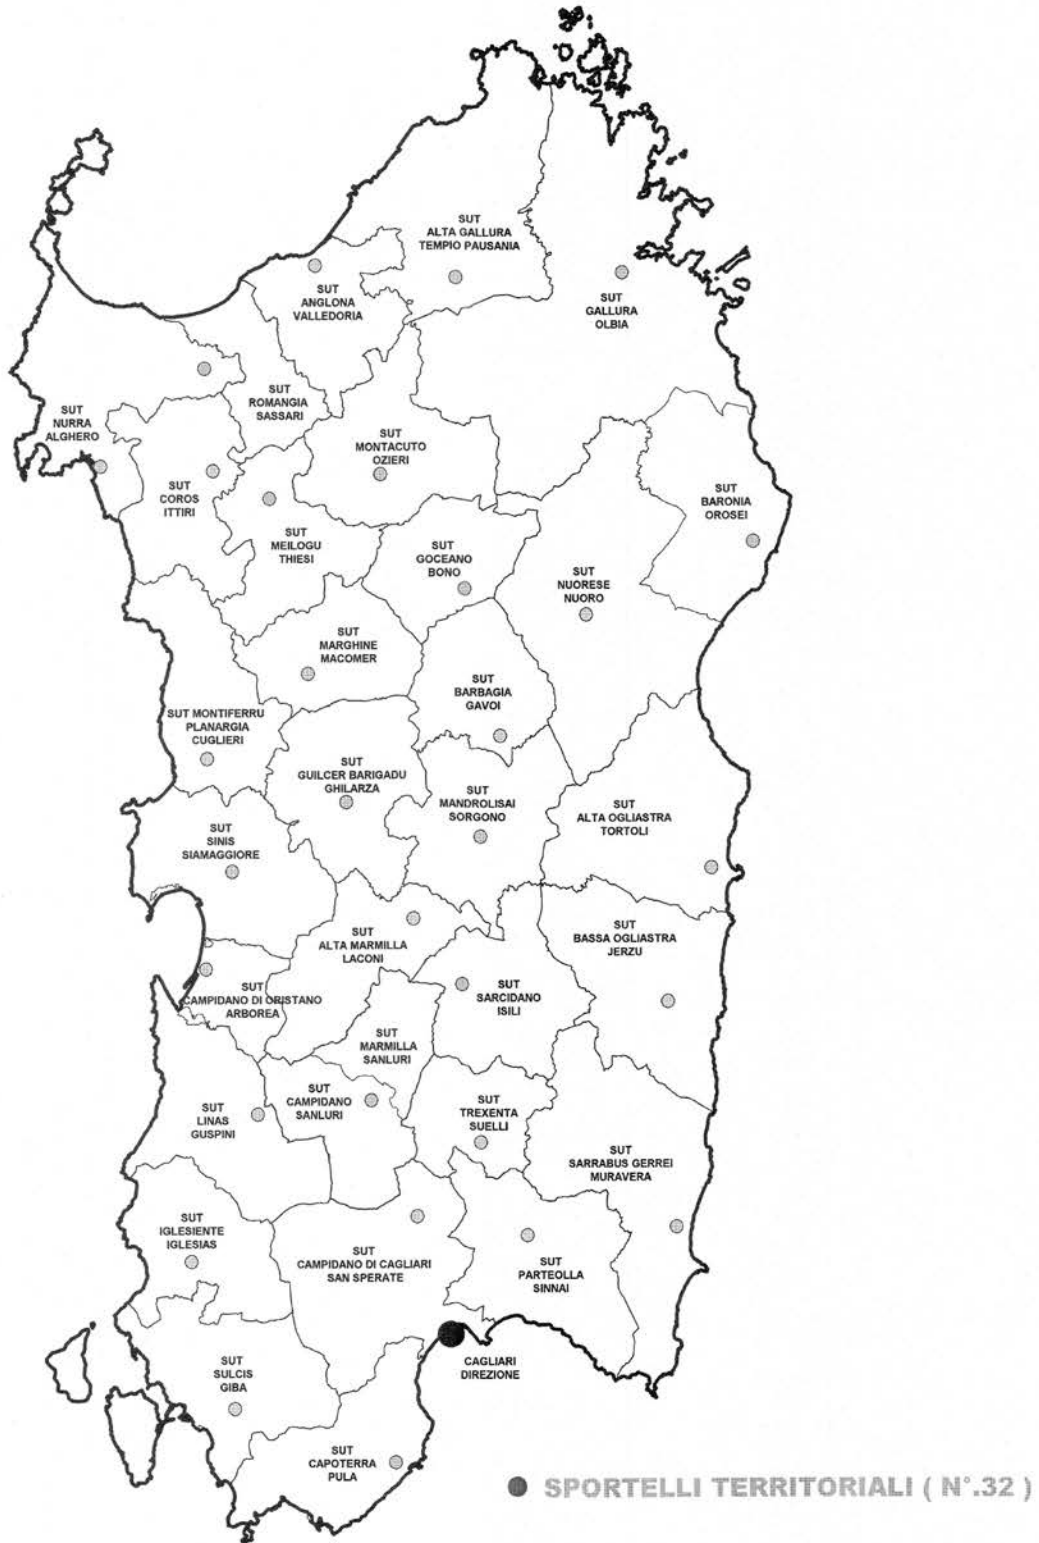 SUT
ALTA GALLURA
TEMPIO PAUSANIA
SUT
ANGLONA
VALLEDORIA
SUT
GALLURA
OLBIA
SUT
ROMANGIA
SASSARI
SUT
NURRA
ALGHERO
SUT
MONTACUTO
OZIERI
SUT
COROS
ITTIRI
SUT
BARONIA
OROSEI
SUT
MEILOGU
THIESI
SUT
GOCEANO
BONO
SUT
NUORESE
NUORO
SUT
MARGHINE
MACOMER
SUT
BARBAGIA
GAVOI
SUT MONTIFERRU
PLANARGIA
CUGLIERI
SUT
GUILCER BARIGADU
GHILARZA
SUT
MANDROLISAI
SORGONO
SUT
ALTA OGLIASTRA
TORTOLI
SUT
SINIS
SIAMAGGIORE
SUT
ALTA MARMILLA
LACONI
SUT
BASSA OGLIASTRA
JERZU
SUT
CAMPIDANO DI ORISTANO
ARBOREA
SUT
SARCIDANO
ISILI
SUT
MARMILLA
SANLURI
SUT
CAMPIDANO
SANLURI
SUT
LINAS
GUSPINI
SUT
TREXENTA
SUELLI
SUT
SARRABUS GERREI
MURAVERA
SUT
IGLESIENTE
IGLESIAS
SUT
CAMPIDANO DI CAGLIARI
SAN SPERATE
SUT
PARTEOLLA
SINNAI
CAGLIARI
DIREZIONE
SUT
SULCIS
GIBA
SUT
CAPOTERRA
PULA
SPORTELLI TERRITORIALI ( N°.32 )